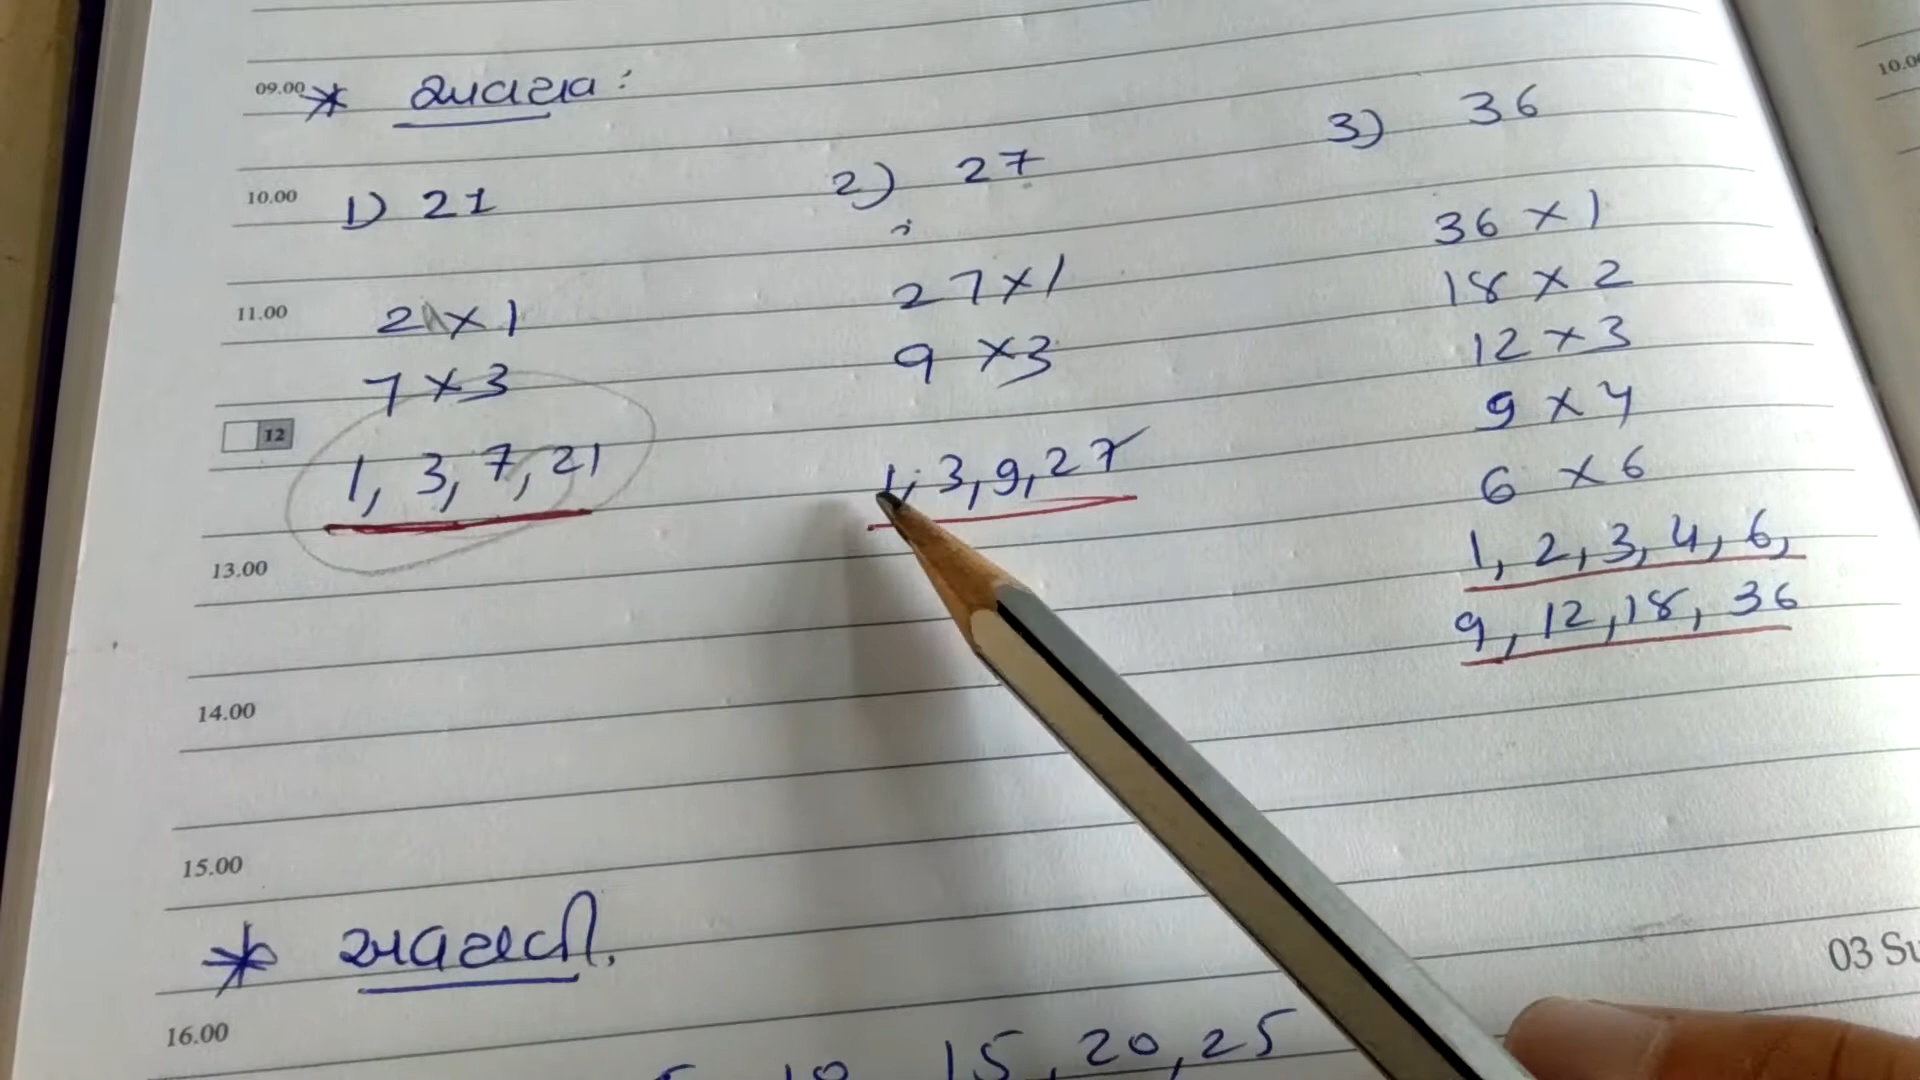 09.00
* અવયવ :
10.00
1) 21
11.00
21 x 1
7 x 3
12
1, 3, 7, 21
2) 27
27 x 1
9 x 3
1, 3, 9, 27
3) 36
36 x 1
18 x 2
12 x 3
9 x 4
6 x 6
1, 2, 3, 4, 6,
9, 12, 18, 36
13.00
14.00
15.00
* અવયવી.
03 Su
16.00
5 10 15, 20, 25
10.00